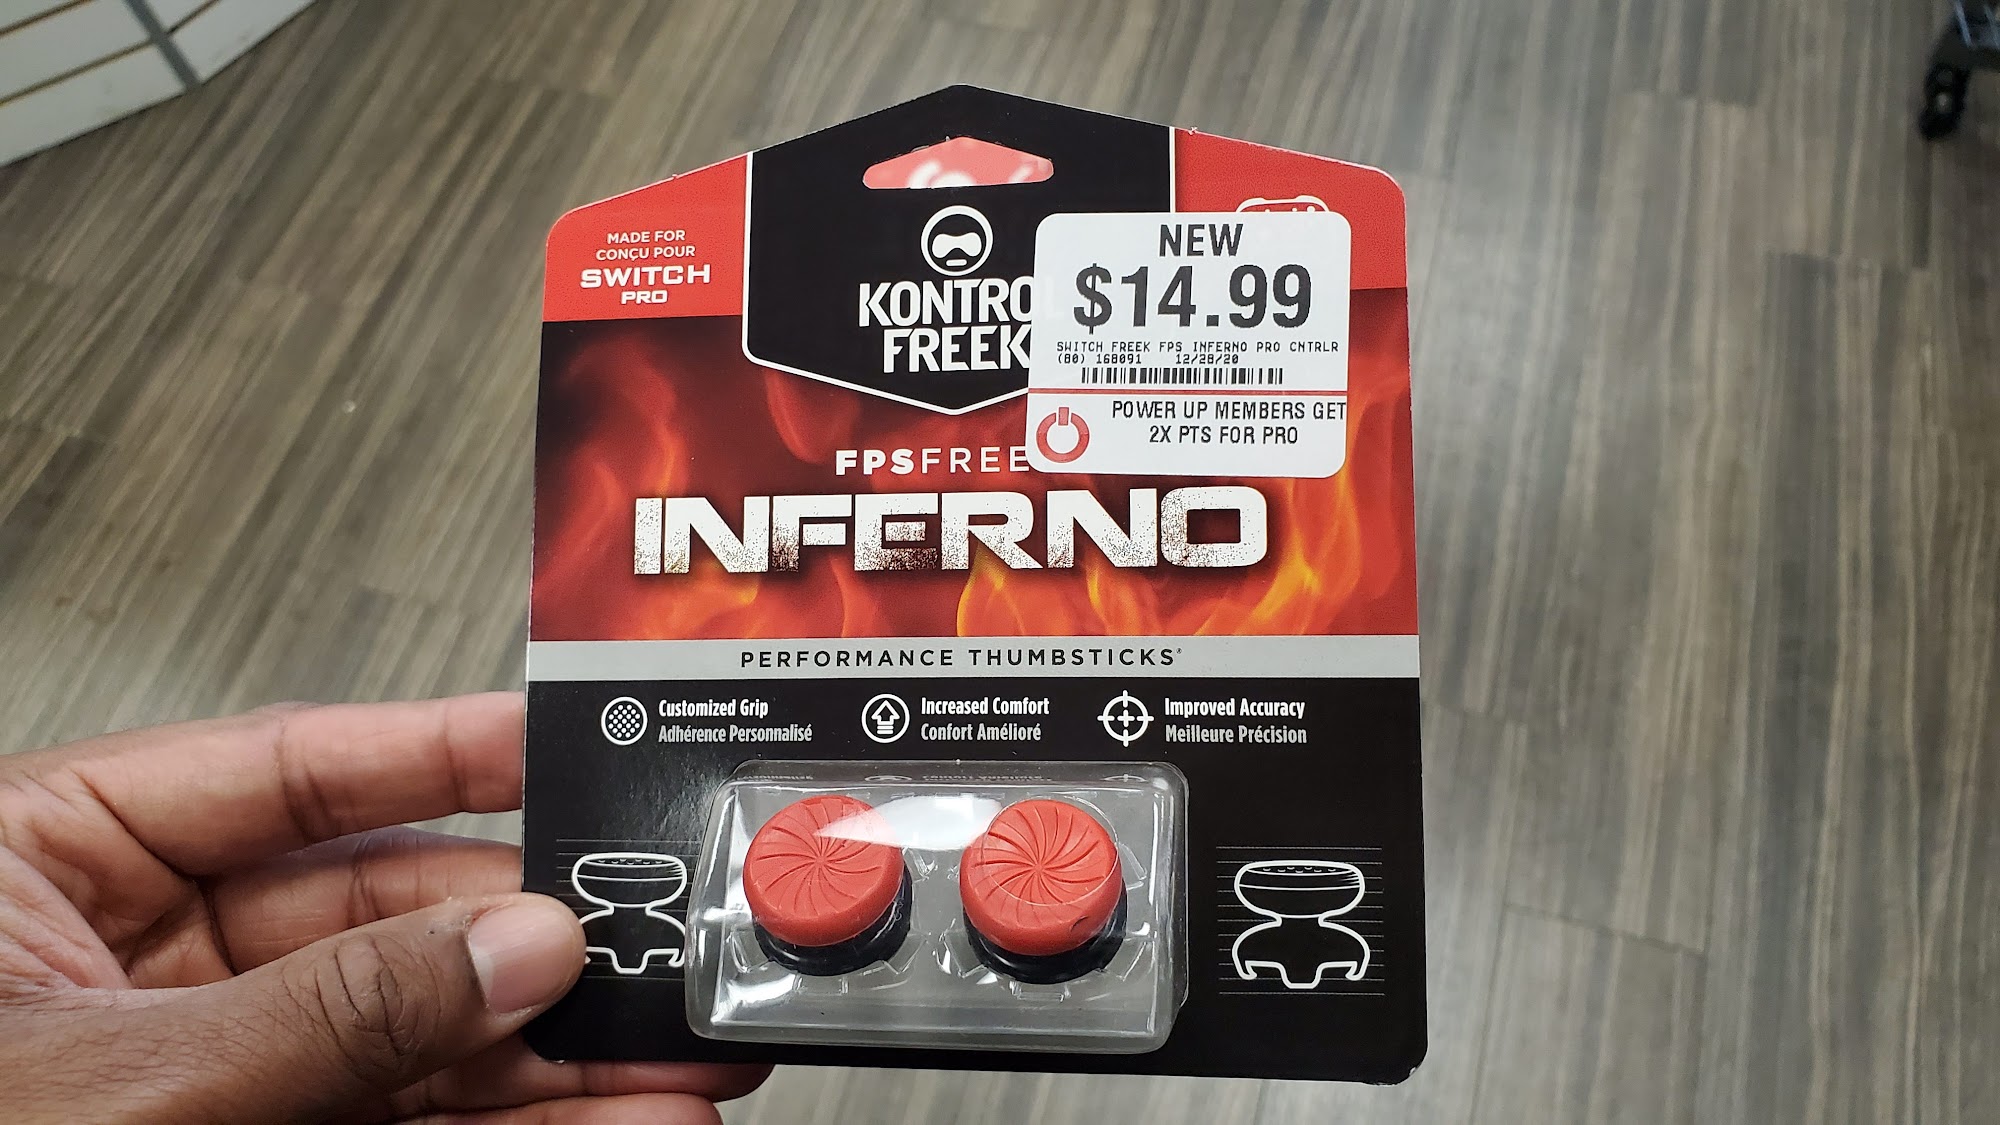 MADE FOR
CONÇU POUR
SWITCH
PRO
KONTRO
FREEK
NEW
$14.99
SWITCH FREEK FPS INFERNO PRO CNTRLR
(80) 168091 12/28/20
POWER UP MEMBERS GET
2X PTS FOR PRO
FPSFREE
INFERNO
PERFORMANCE THUMBSTICKS®
Customized Grip
Adhérence Personnalisé
Increased Comfort
Confort Amélioré
Improved Accuracy
Meilleure Précision